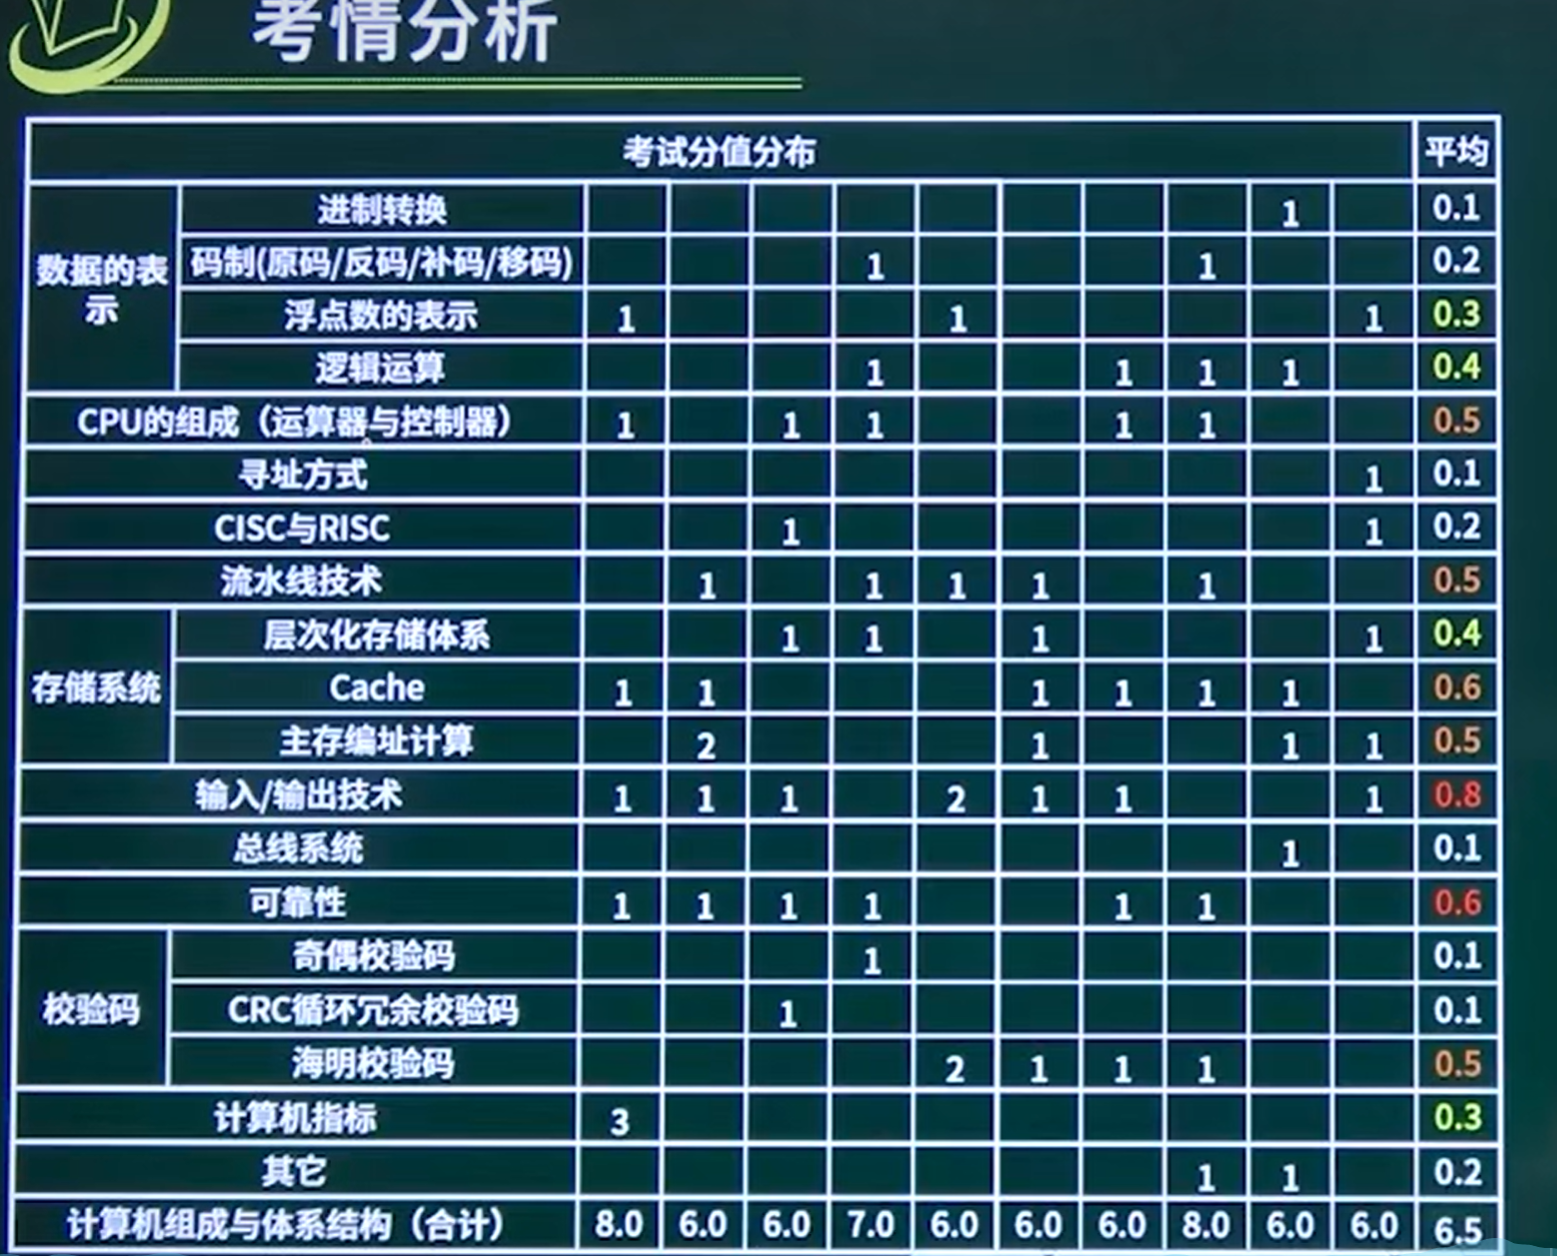 考情分析
考试分值分布 平均
数据的表示
进制转换 1 0.1
码制(原码/反码/补码/移码) 1 1 0.2
浮点数的表示 1 1 1 0.3
逻辑运算 1 1 1 1 0.4
CPU的组成（运算器与控制器） 1 1 1 1 1 0.5
寻址方式 1 0.1
CISC与RISC 1 1 0.2
流水线技术 1 1 1 1 1 0.5
存储系统
层次化存储体系 1 1 1 1 0.4
Cache 1 1 1 1 1 1 0.6
主存编址计算 2 1 1 1 0.5
输入/输出技术 1 1 1 2 1 1 1 0.8
总线系统 1 0.1
可靠性 1 1 1 1 1 1 0.6
校验码
奇偶校验码 1 0.1
CRC循环冗余校验码 1 0.1
海明校验码 2 1 1 1 0.5
计算机指标 3 0.3
其它 1 1 0.2
计算机组成与体系结构（合计） 8.0 6.0 6.0 7.0 6.0 6.0 6.0 8.0 6.0 6.0 6.5